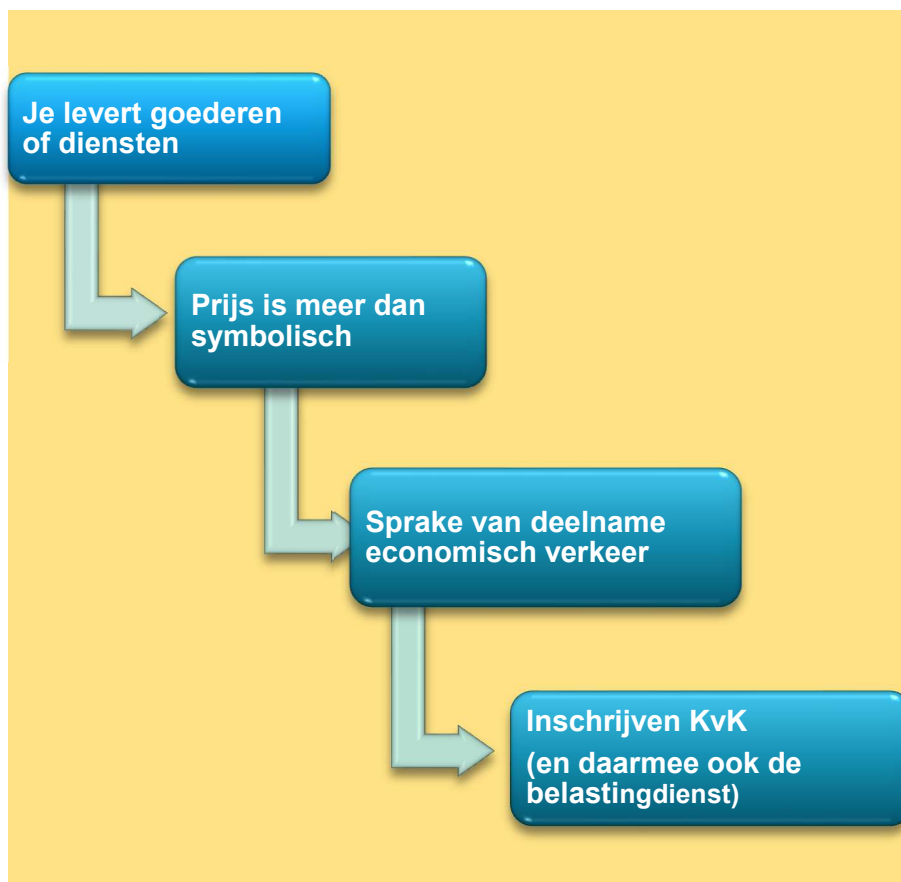 Je levert goederen
of diensten
Prijs is meer dan
symbolisch
Sprake van deelname
economisch verkeer
Inschrijven KvK
(en daarmee ook de
belastingdienst)